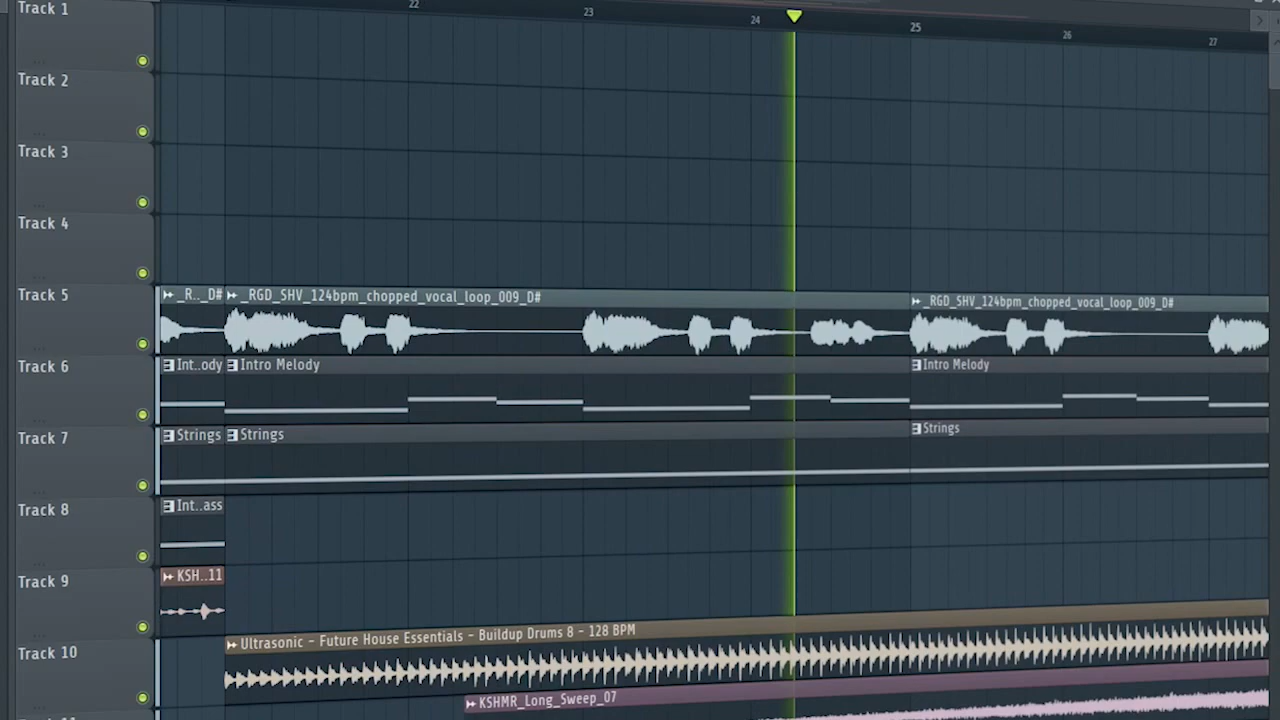 Track 1
22
23
24
25
26
27
Track 2
Track 3
Track 4
Track 5
_R.._D#
_RGD_SHV_124bpm_chopped_vocal_loop_009_D#
_RGD_SHV_124bpm_chopped_vocal_loop_009_D#
Track 6
Int..ody
Intro Melody
Intro Melody
Track 7
Strings
Strings
Strings
Track 8
Int..ass
Track 9
KSH..11
Track 10
Ultrasonic - Future House Essentials - Buildup Drums 8 - 128 BPM
KSHMR_Long_Sweep_07